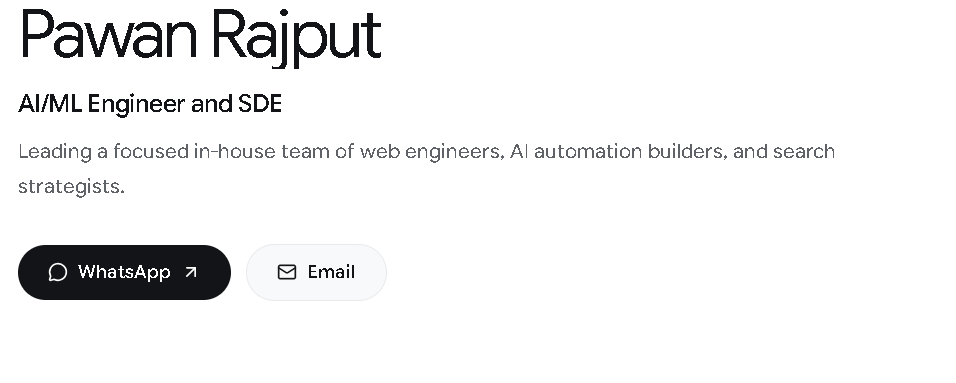 Pawan Rajput
AI/ML Engineer and SDE
Leading a focused in-house team of web engineers, AI automation builders, and search
strategists.
WhatsApp
Email